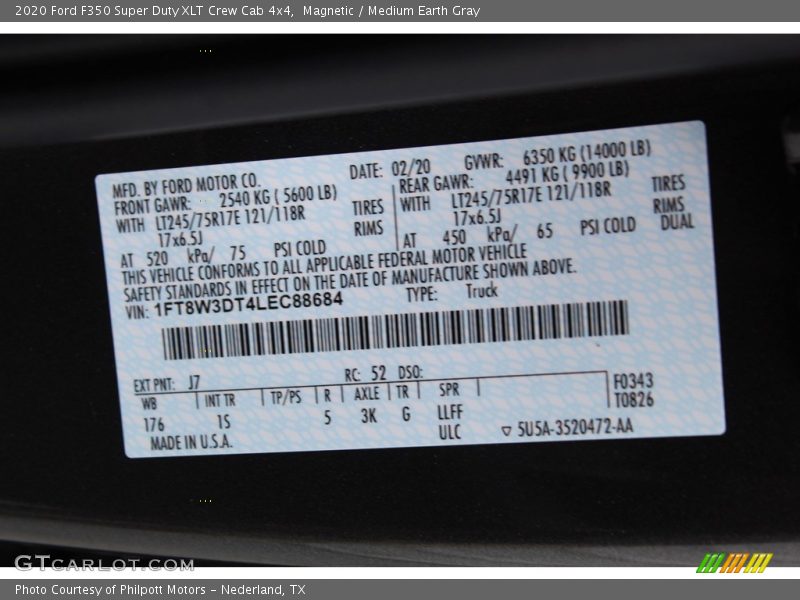 2020 Ford F350 Super Duty XLT Crew Cab 4x4,  Magnetic / Medium Earth Gray
MFD. BY FORD MOTOR CO. DATE: 02/20 GVWR: 6350 KG (14000 LB)
FRONT GAWR: 2540 KG ( 5600 LB) REAR GAWR: 4491 KG ( 9900 LB)
WITH LT245/75R17E 121/118R TIRES WITH LT245/75R17E 121/118R TIRES
17x6.5J RIMS 17x6.5J RIMS
AT 520 kPa/ 75 PSI COLD AT 450 kPa/ 65 PSI COLD DUAL
THIS VEHICLE CONFORMS TO ALL APPLICABLE FEDERAL MOTOR VEHICLE
SAFETY STANDARDS IN EFFECT ON THE DATE OF MANUFACTURE SHOWN ABOVE.
VIN: 1FT8W3DT4LEC88684 TYPE: Truck
EXT PNT: J7 RC: 52 DSO:
WB INT TR TP/PS R AXLE TR SPR F0343
176 1S 5 3K G LLFF T0826
ULC
MADE IN U.S.A. ▽ 5U5A-3520472-AA
GTCARLOT.COM
Photo Courtesy of Philpott Motors - Nederland, TX